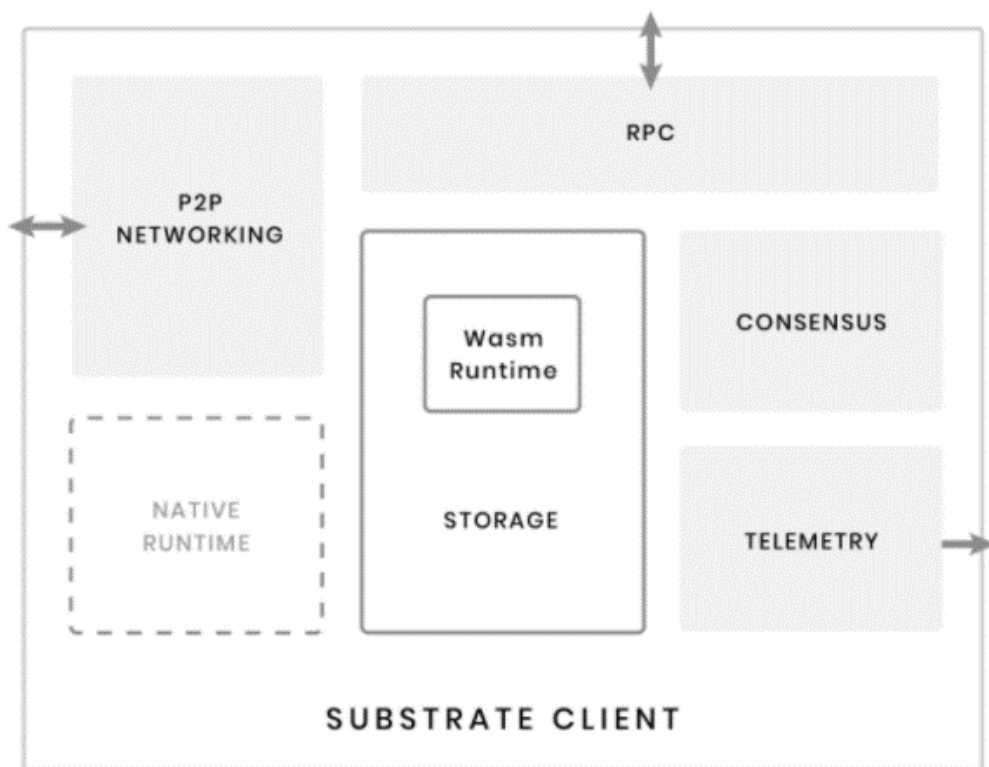 RPC
P2P
NETWORKING
Wasm
Runtime
CONSENSUS
NATIVE
RUNTIME
STORAGE
TELEMETRY
SUBSTRATE CLIENT